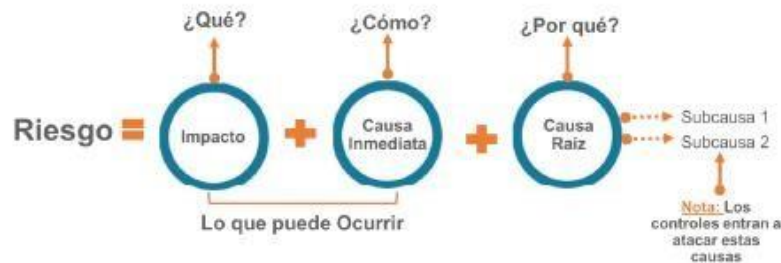 ¿Qué?
¿Cómo?
¿Por qué?
Riesgo =
Impacto
+
Causa
Inmediata
+
Causa
Raíz
Subcausa 1
Subcausa 2
Lo que puede Ocurrir
Nota: Los
controles entran a
atacar estas
causas